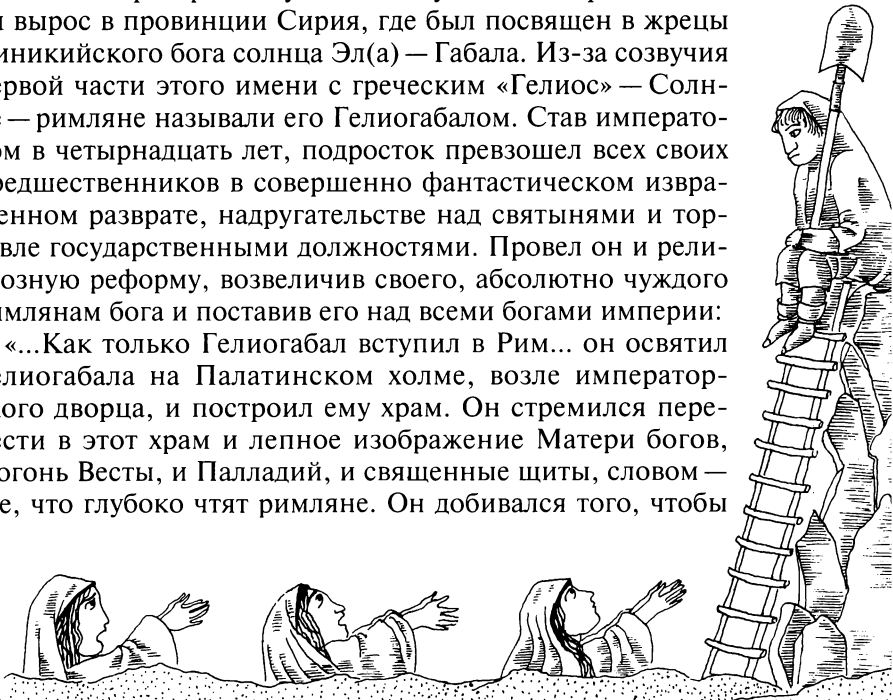 вырос в провинции Сирия, где был посвящен в жрецы
иникийского бога солнца Эл(а) — Габала. Из-за созвучия
ервой части этого имени с греческим «Гелиос» — Солн-
— римляне называли его Гелиогабалом. Став императо-
ом в четырнадцать лет, подросток превзошел всех своих
редшественников в совершенно фантастическом извра-
енном разврате, надругательстве над святынями и тор-
вле государственными должностями. Провел он и рели-
озную реформу, возвеличив своего, абсолютно чуждого
имлянам бога и поставив его над всеми богами империи:
«...Как только Гелиогабал вступил в Рим... он освятил
елиогабала на Палатинском холме, возле император-
кого дворца, и построил ему храм. Он стремился пере-
ести в этот храм и лепное изображение Матери богов,
огонь Весты, и Палладий, и священные щиты, словом —
е, что глубоко чтят римляне. Он добивался того, чтобы